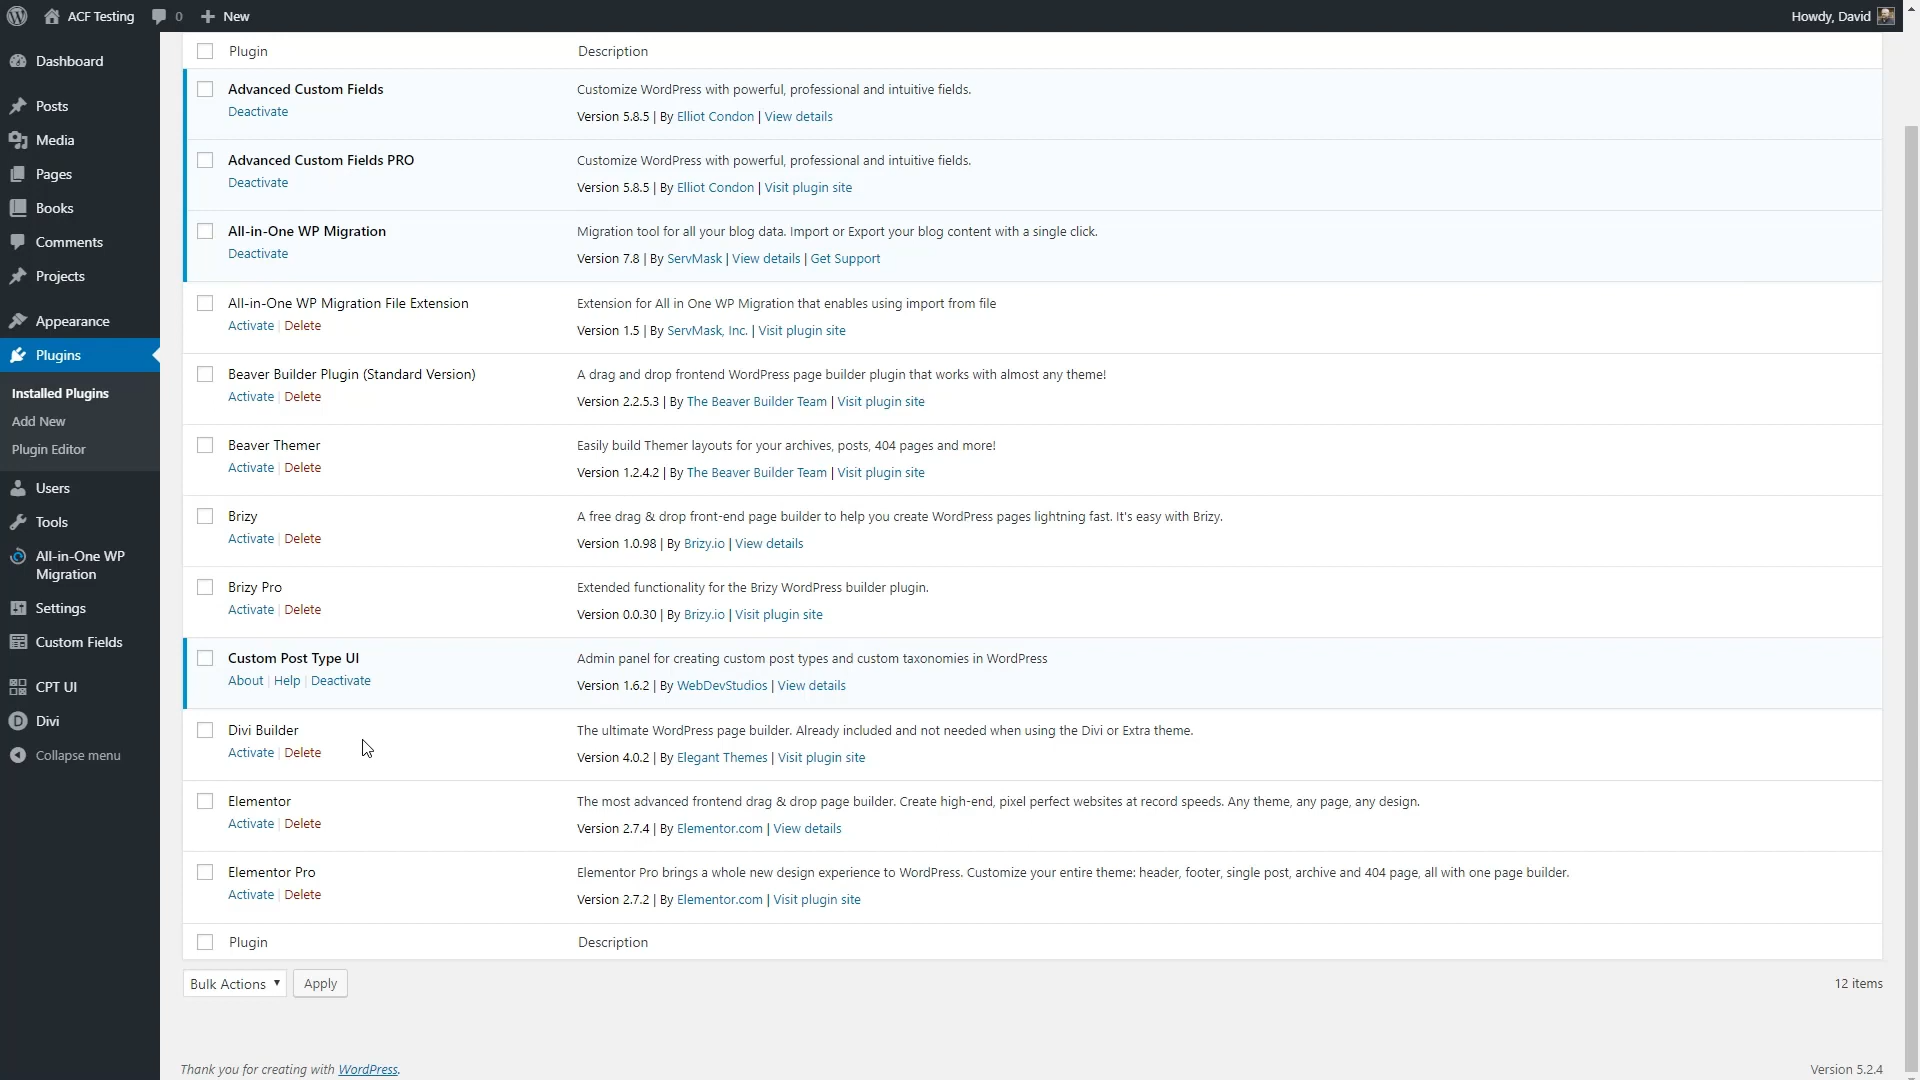 ACF Testing 0 New Howdy, David
Dashboard
Posts
Media
Pages
Books
Comments
Projects
Appearance
Plugins
Installed Plugins
Add New
Plugin Editor
Users
Tools
All-in-One WP
Migration
Settings
Custom Fields
CPT UI
D Divi
Collapse menu
Plugin Description
Advanced Custom Fields Customize WordPress with powerful, professional and intuitive fields.
Deactivate Version 5.8.5 | By Elliot Condon | View details
Advanced Custom Fields PRO Customize WordPress with powerful, professional and intuitive fields.
Deactivate Version 5.8.5 | By Elliot Condon | Visit plugin site
All-in-One WP Migration Migration tool for all your blog data. Import or Export your blog content with a single click.
Deactivate Version 7.8 | By ServMask | View details | Get Support
All-in-One WP Migration File Extension Extension for All in One WP Migration that enables using import from file
Activate | Delete Version 1.5 | By ServMask, Inc. | Visit plugin site
Beaver Builder Plugin (Standard Version) A drag and drop frontend WordPress page builder plugin that works with almost any theme!
Activate | Delete Version 2.2.5.3 | By The Beaver Builder Team | Visit plugin site
Beaver Themer Easily build Themer layouts for your archives, posts, 404 pages and more!
Activate | Delete Version 1.2.4.2 | By The Beaver Builder Team | Visit plugin site
Brizy A free drag & drop front-end page builder to help you create WordPress pages lightning fast. It's easy with Brizy.
Activate | Delete Version 1.0.98 | By Brizy.io | View details
Brizy Pro Extended functionality for the Brizy WordPress builder plugin.
Activate | Delete Version 0.0.30 | By Brizy.io | Visit plugin site
Custom Post Type UI Admin panel for creating custom post types and custom taxonomies in WordPress
About | Help | Deactivate Version 1.6.2 | By WebDevStudios | View details
Divi Builder The ultimate WordPress page builder. Already included and not needed when using the Divi or Extra theme.
Activate | Delete Version 4.0.2 | By Elegant Themes | Visit plugin site
Elementor The most advanced frontend drag & drop page builder. Create high-end, pixel perfect websites at record speeds. Any theme, any page, any design.
Activate | Delete Version 2.7.4 | By Elementor.com | View details
Elementor Pro Elementor Pro brings a whole new design experience to WordPress. Customize your entire theme: header, footer, single post, archive and 404 page, all with one page builder.
Activate | Delete Version 2.7.2 | By Elementor.com | Visit plugin site
Plugin Description
Bulk Actions Apply 12 items
Thank you for creating with WordPress. Version 5.2.4